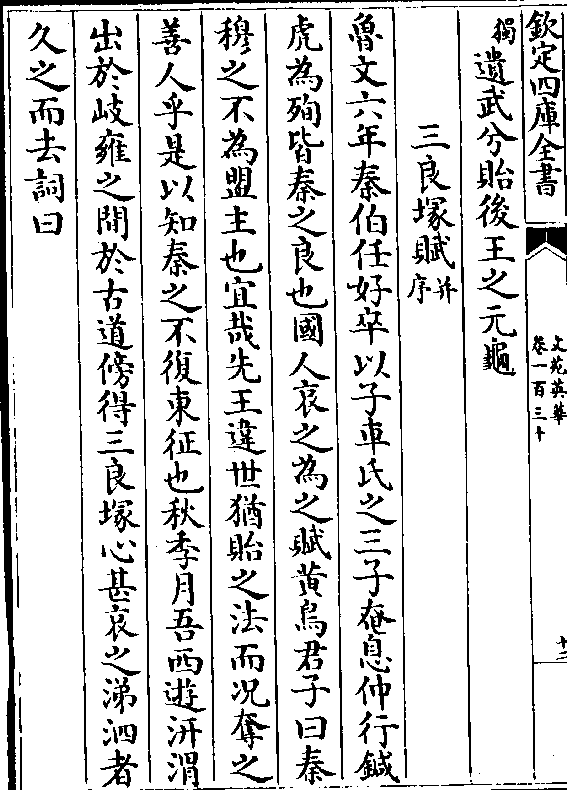 欽定四庫全書
文苑英華
卷一百三十
十二
獨遺武分貽後王之元龜
三良塚賦并序
魯文六年秦伯任好卒以子車氏之三子奄息仲行鍼
虎為殉皆秦之良也國人哀之為之賦黄鳥君子曰秦
穆之不為盟主也宜哉先王違世猶貽之法而况奪之
善人乎是以知秦之不復東征也秋季月吾西遊汧渭
出於岐雍之間於古道傍得三良塚心甚哀之涕泗者
久之而去詞曰